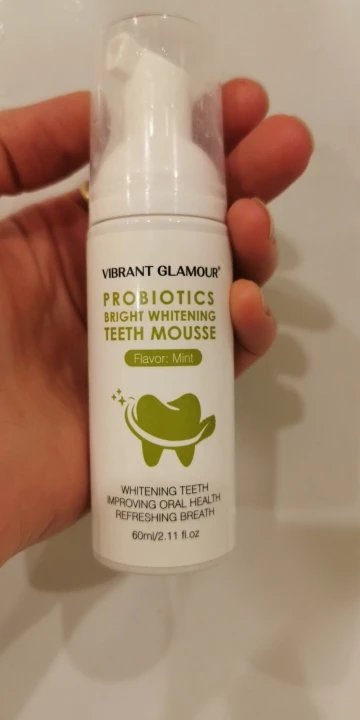 VIBRANT GLAMOUR®
PROBIOTICS
BRIGHT WHITENING
TEETH MOUSSE
Flavor: Mint
WHITENING TEETH
IMPROVING ORAL HEALTH
REFRESHING BREATH
60ml/2.11 fl.oz